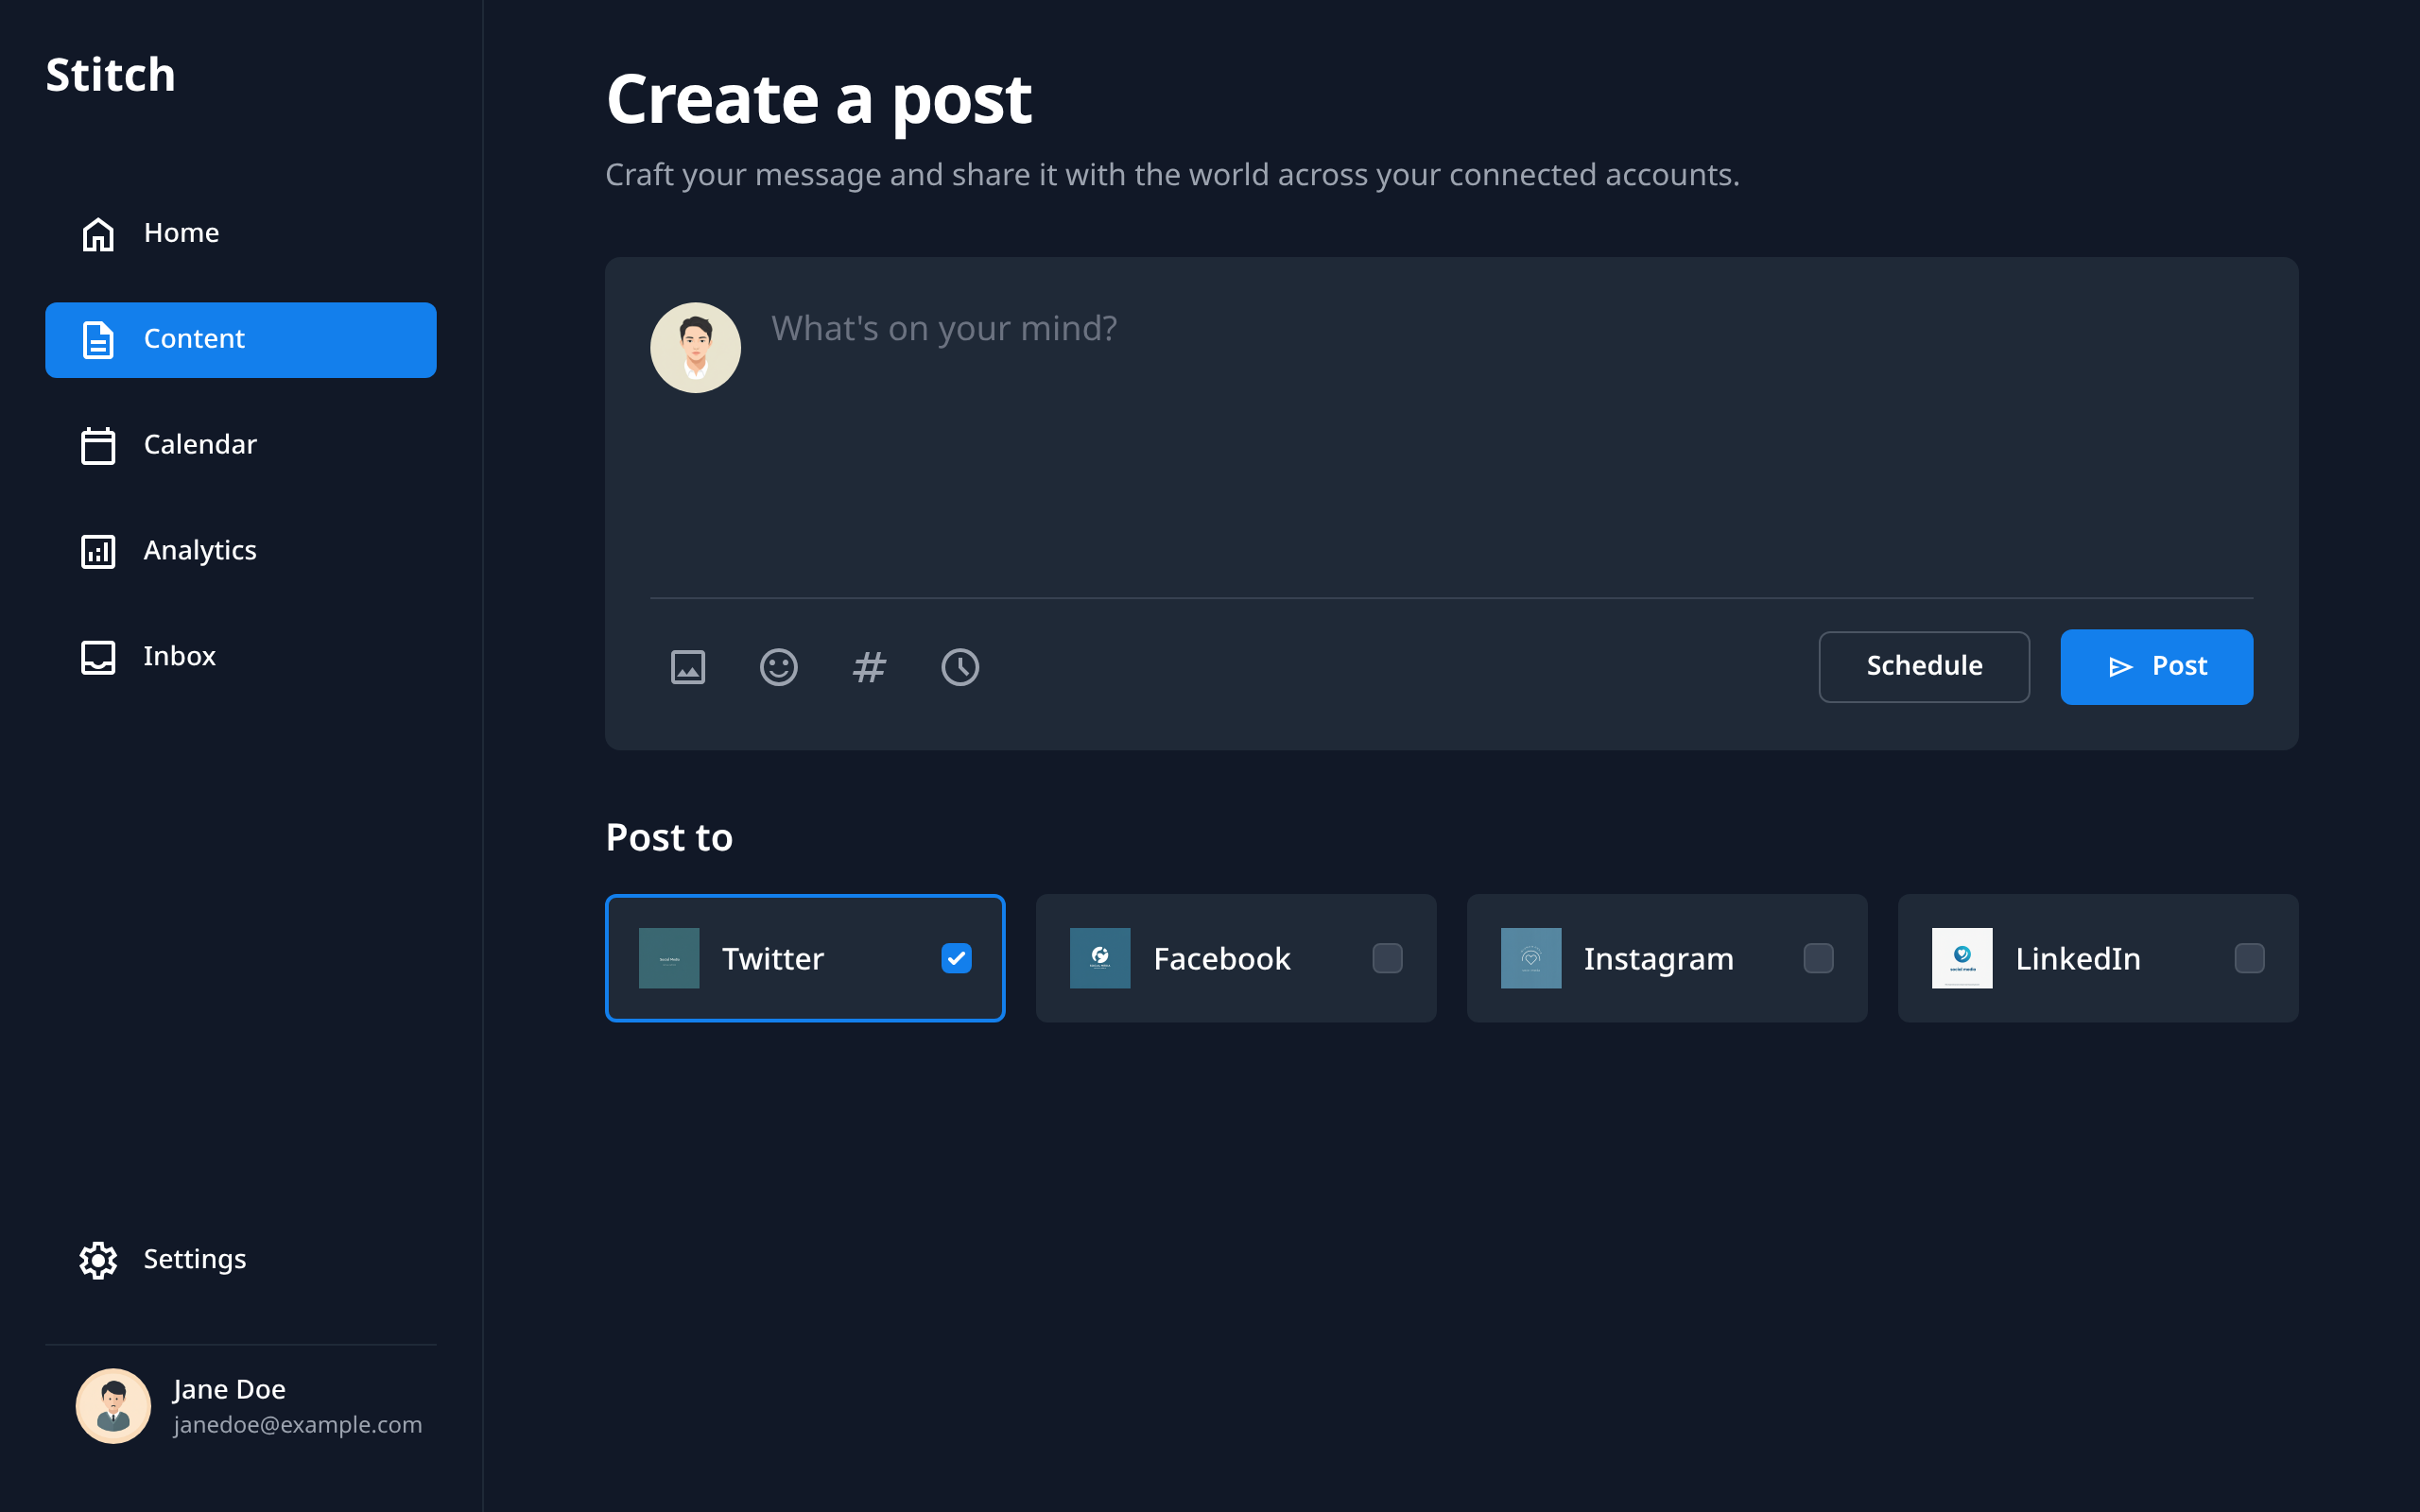 Stitch
Home
Content
Calendar
Analytics
Inbox
Settings
Jane Doe
janedoe@example.com
Create a post
Craft your message and share it with the world across your connected accounts.
What's on your mind?
Schedule
Post
Post to
Twitter
Facebook
Instagram
LinkedIn